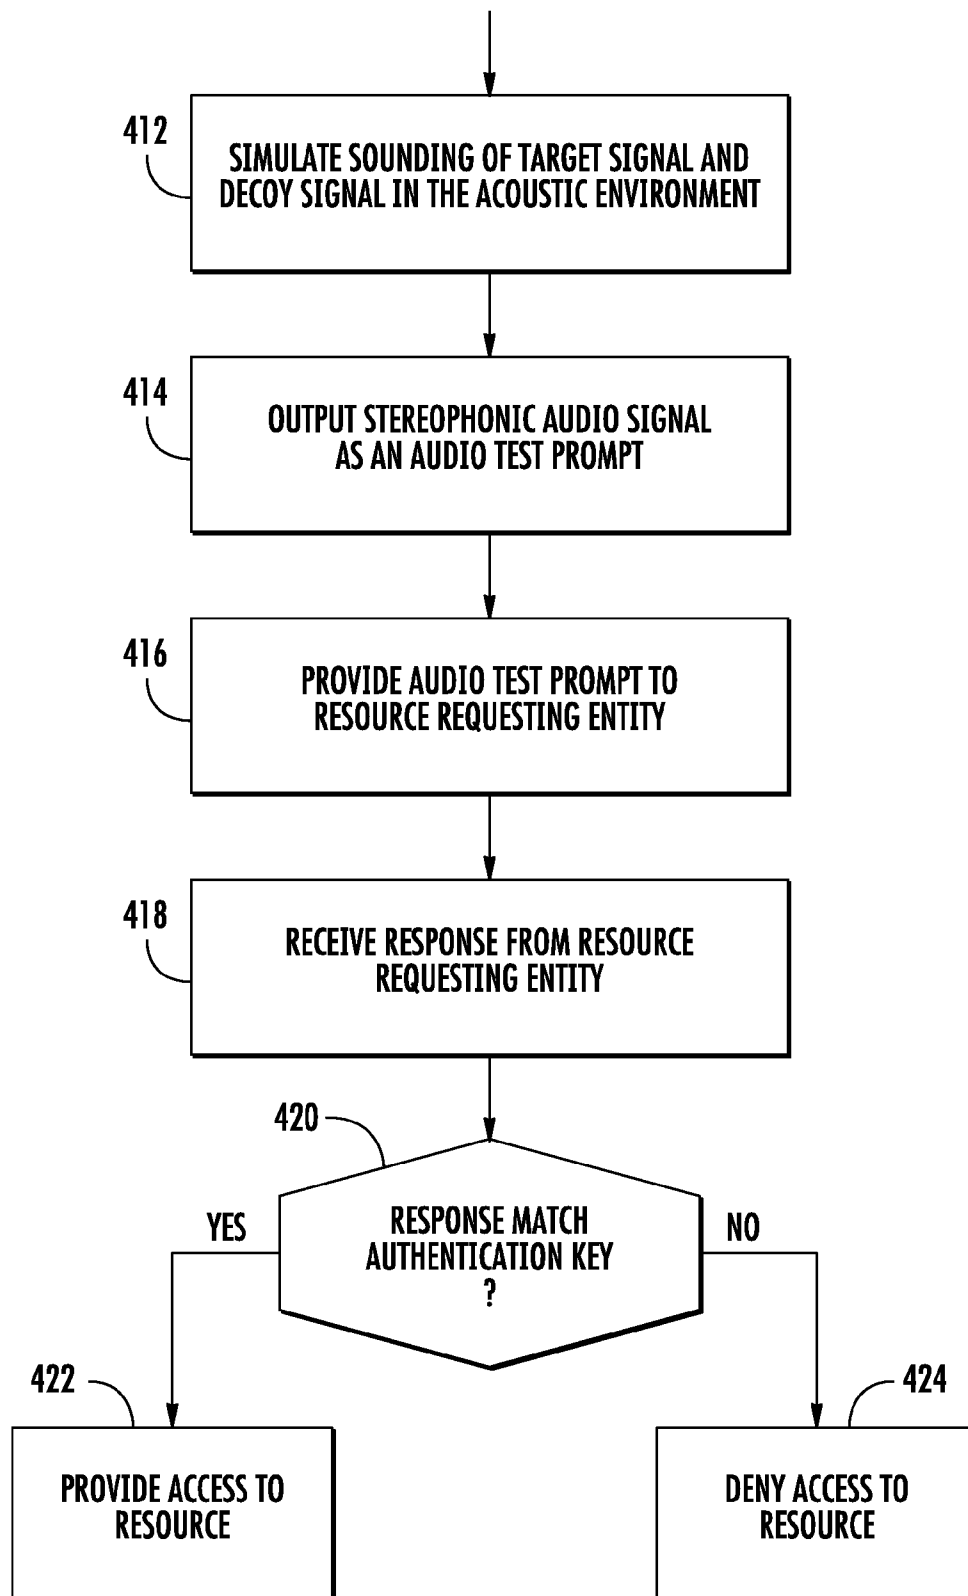 412
SIMULATE SOUNDING OF TARGET SIGNAL AND
DECOY SIGNAL IN THE ACOUSTIC ENVIRONMENT
414
OUTPUT STEREOPHONIC AUDIO SIGNAL
AS AN AUDIO TEST PROMPT
416
PROVIDE AUDIO TEST PROMPT TO
RESOURCE REQUESTING ENTITY
418
RECEIVE RESPONSE FROM RESOURCE
REQUESTING ENTITY
420
RESPONSE MATCH
AUTHENTICATION KEY
?
YES
NO
422
PROVIDE ACCESS TO
RESOURCE
424
DENY ACCESS TO
RESOURCE